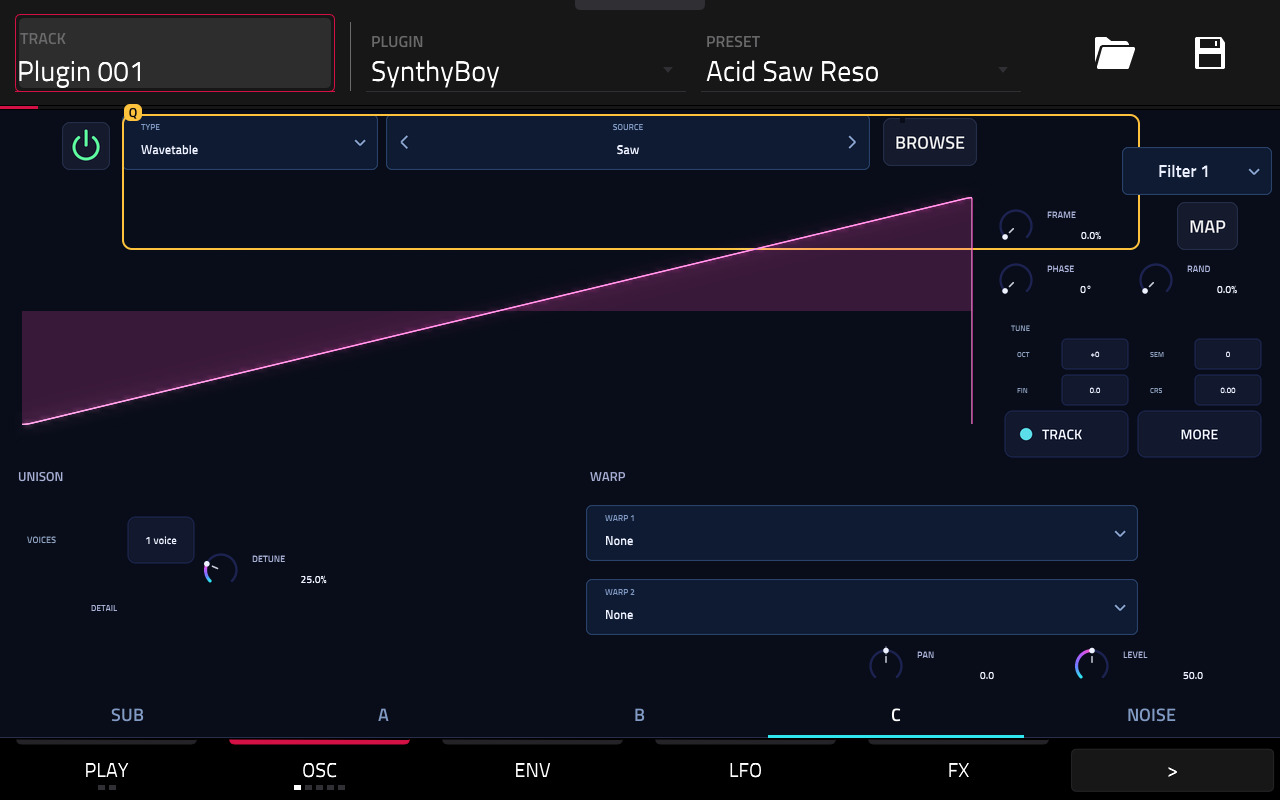 TRACK
Plugin 001
PLUGIN
SynthyBoy
PRESET
Acid Saw Reso
Q
TYPE
Wavetable
SOURCE
Saw
BROWSE
Filter 1
FRAME
0.0%
MAP
PHASE
0°
RAND
0.0%
TUNE
OCT
+0
SEM
0
FIN
0.0
CRS
0.00
TRACK
MORE
UNISON
VOICES
1 voice
DETUNE
25.0%
DETAIL
WARP
WARP 1
None
WARP 2
None
PAN
0.0
LEVEL
50.0
SUB
A
B
C
NOISE
PLAY
OSC
ENV
LFO
FX
>